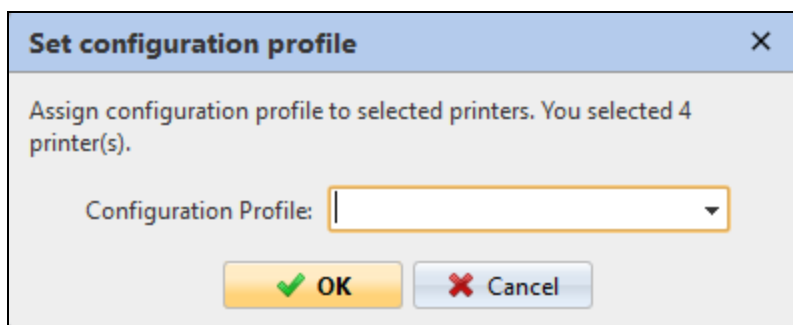 Set configuration profile
Assign configuration profile to selected printers. You selected 4
printer(s).
Configuration Profile:
OK Cancel